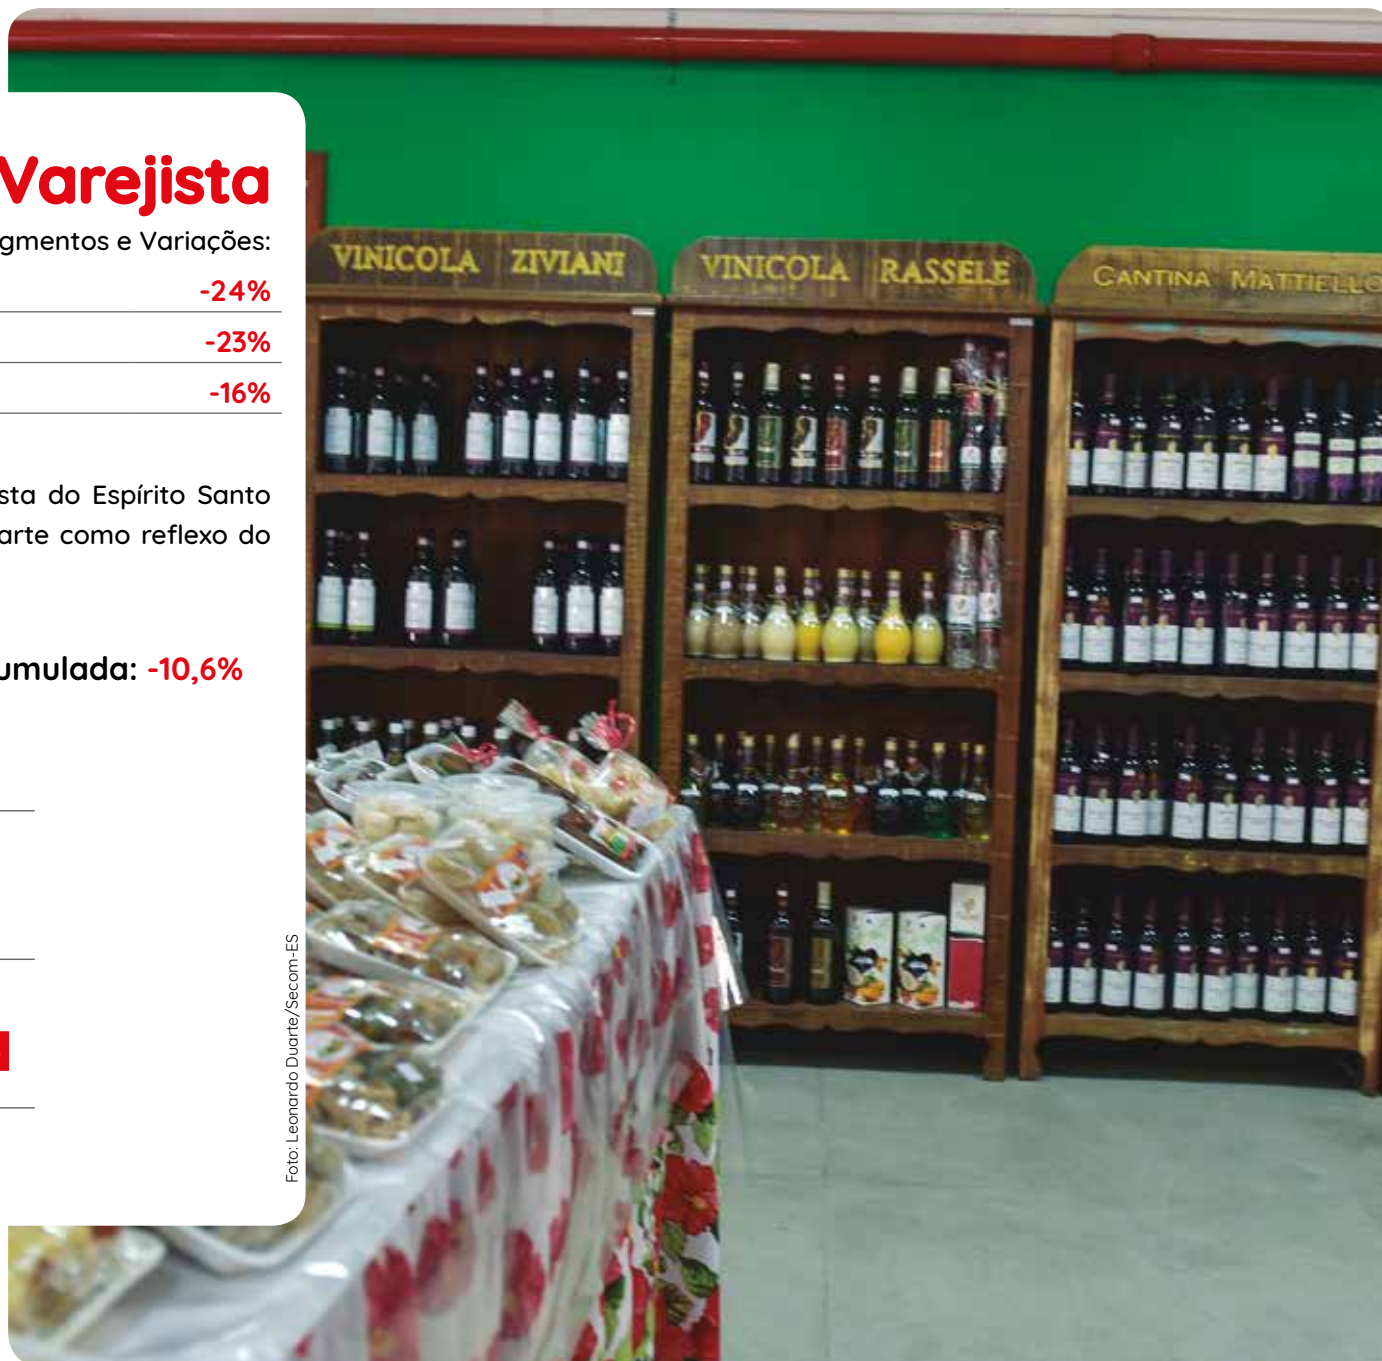 Varejista
gmentos e Variações:
-24%
-23%
-16%
sta do Espírito Santo
arte como reflexo do
umulada: -10,6%
Foto: Leonardo Duarte/Secom-ES
VINICOLA ZIVIANI
VINICOLA RASSELE
CANTINA MATTIELLO